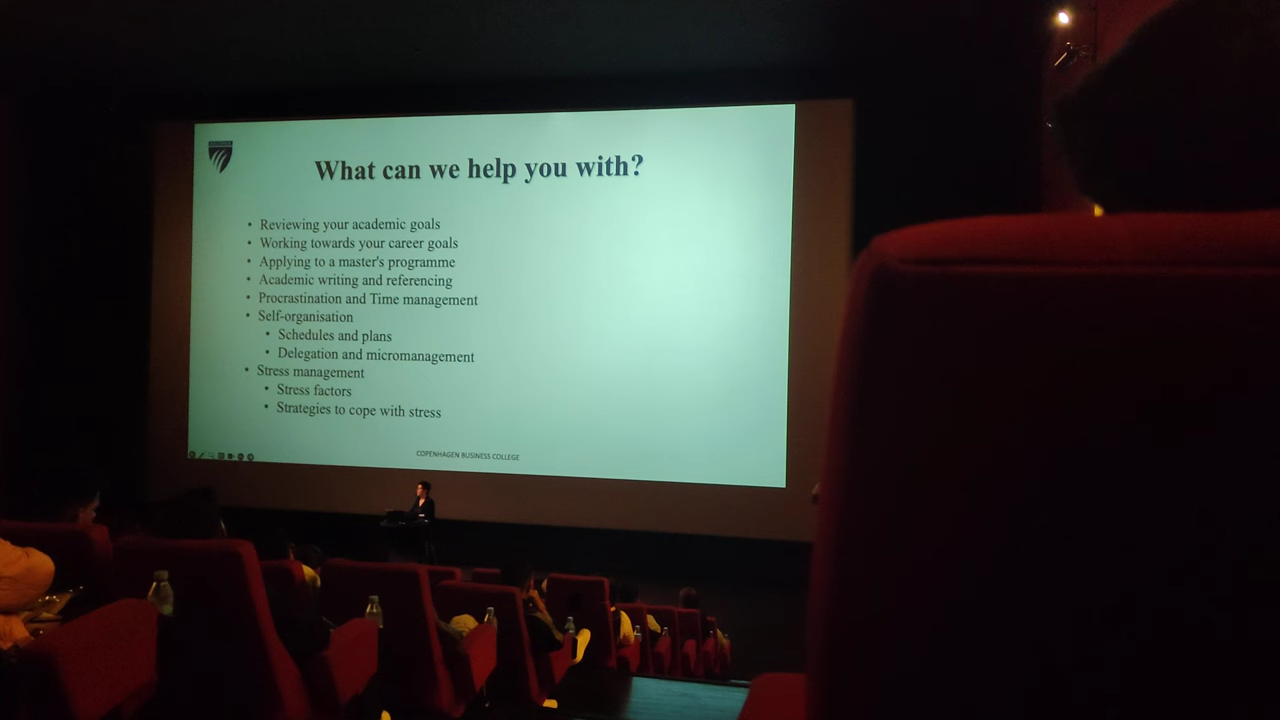 What can we help you with?
• Reviewing your academic goals
• Working towards your career goals
• Applying to a master's programme
• Academic writing and referencing
• Procrastination and Time management
• Self-organisation
• Schedules and plans
• Delegation and micromanagement
• Stress management
• Stress factors
• Strategies to cope with stress
COPENHAGEN BUSINESS COLLEGE